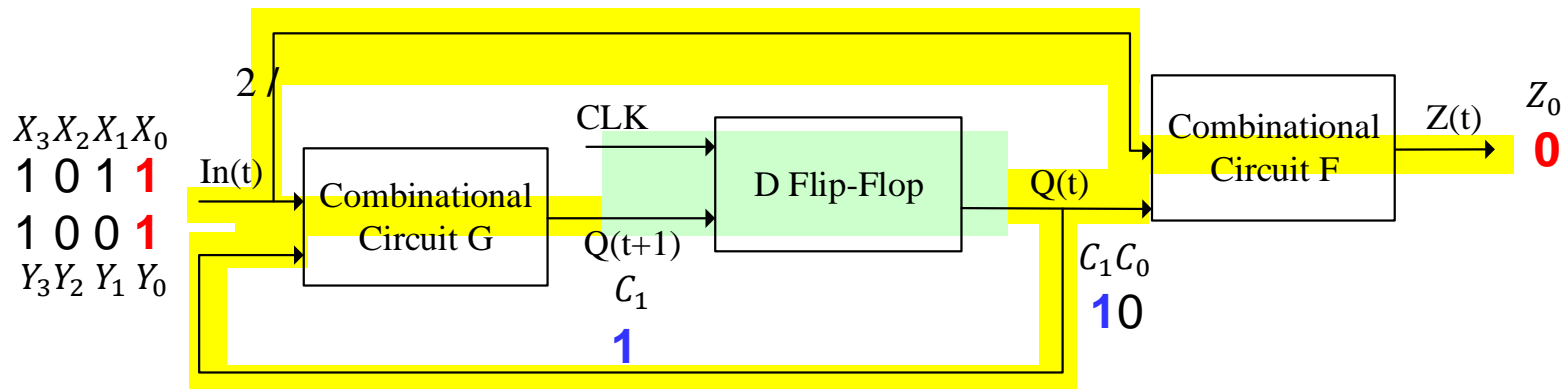 2 /
X₃X₂X₁X₀
1 0 1 1
1 0 0 1
Y₃Y₂ Y₁ Y₀
In(t)
Combinational
Circuit G
CLK
Q(t+1)
C₁
1
D Flip-Flop
Q(t)
C₁C₀
10
Combinational
Circuit F
Z(t)
Z₀
0